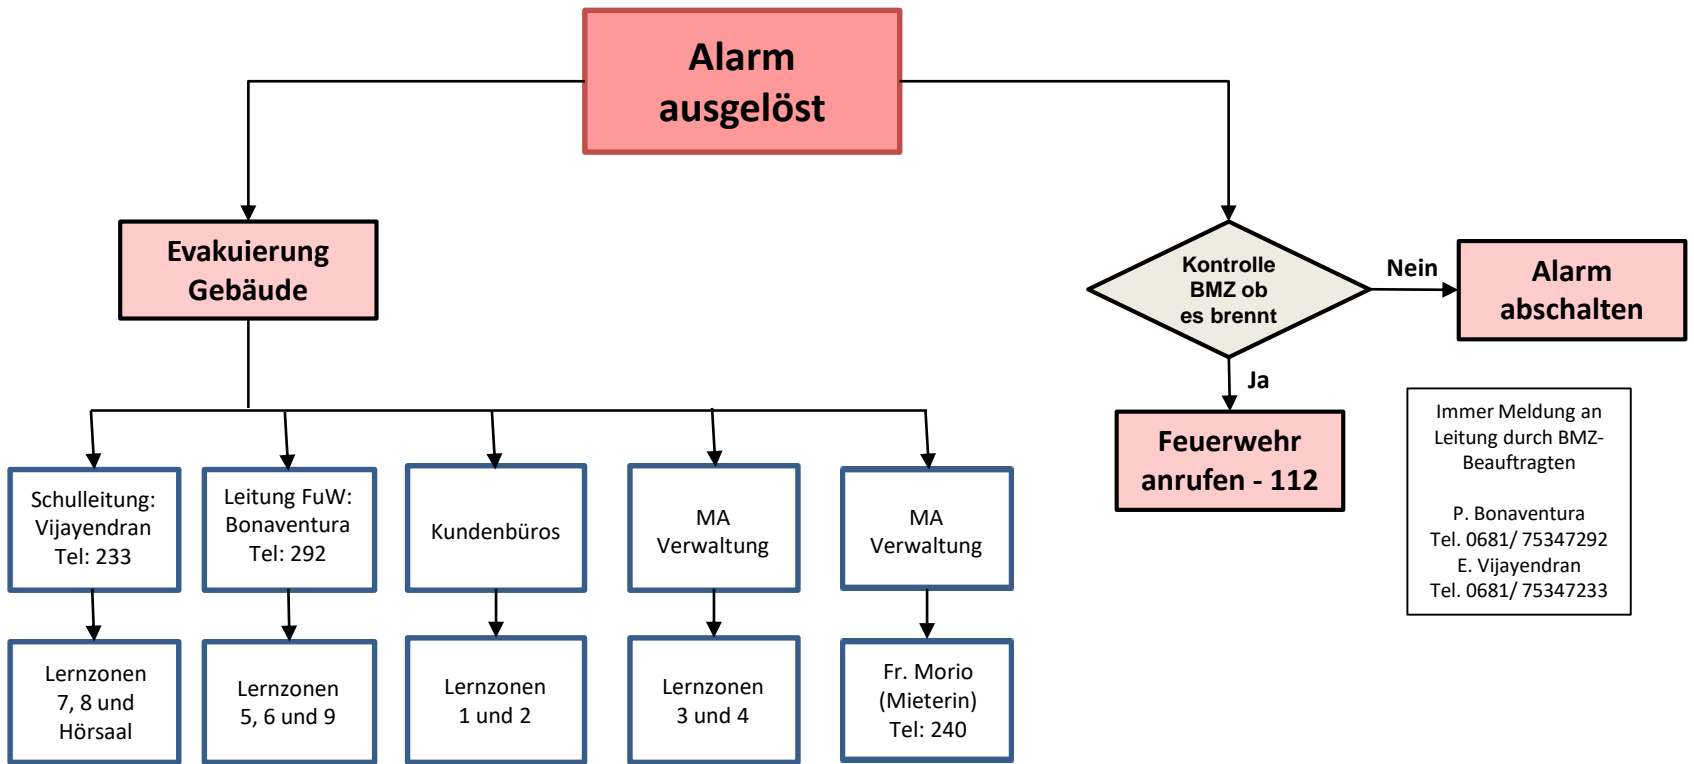 Alarm
ausgelöst
Evakuierung
Gebäude
Kontrolle
BMZ ob
es brennt
Nein
Alarm
abschalten
Ja
Feuerwehr
anrufen - 112
Immer Meldung an
Leitung durch BMZ-
Beauftragten
P. Bonaventura
Tel. 0681/ 75347292
E. Vijayendran
Tel. 0681/ 75347233
Schulleitung:
Vijayendran
Tel: 233
Leitung FuW:
Bonaventura
Tel: 292
Kundenbüros
MA
Verwaltung
MA
Verwaltung
Lernzonen
7, 8 und
Hörsaal
Lernzonen
5, 6 und 9
Lernzonen
1 und 2
Lernzonen
3 und 4
Fr. Morio
(Mieterin)
Tel: 240